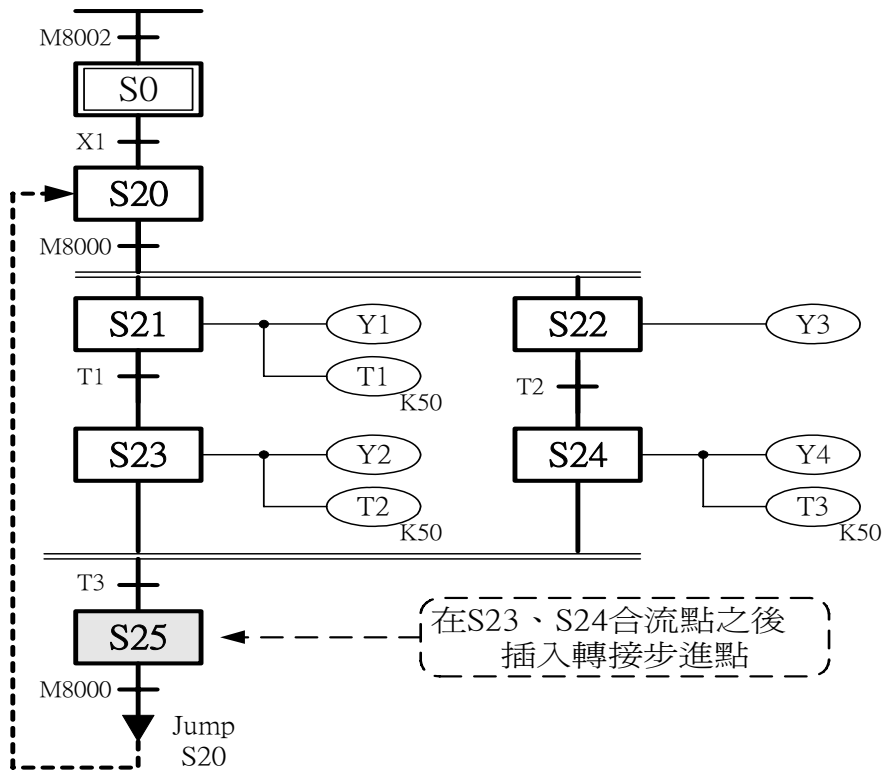 M8002
S0
X1
S20
M8000
S21
Y1
S22
Y3
T1
T1
K50
T2
S23
Y2
S24
Y4
T2
K50
T3
K50
T3
S25
在S23、S24合流點之後
插入轉接步進點
M8000
Jump
S20